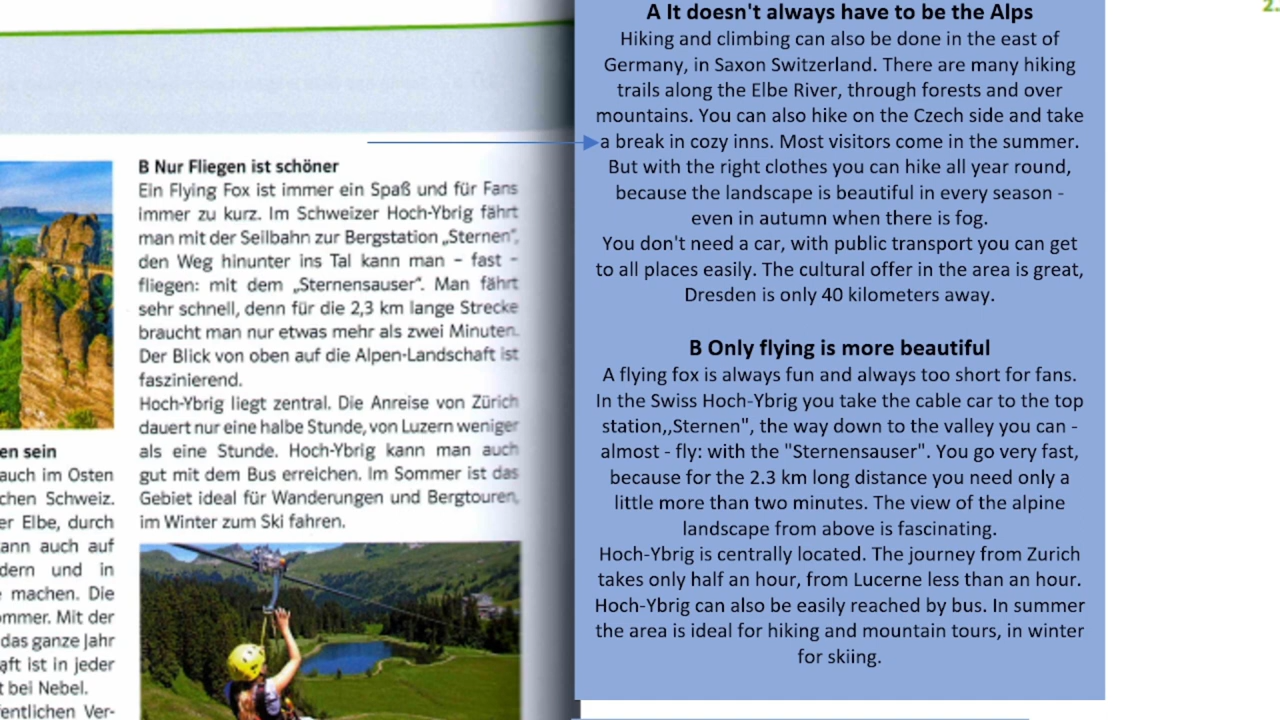 2.
B Nur Fliegen ist schöner
Ein Flying Fox ist immer ein Spaß und für Fans
immer zu kurz. Im Schweizer Hoch-Ybrig fährt
man mit der Seilbahn zur Bergstation „Sternen",
den Weg hinunter ins Tal kann man – fast –
fliegen: mit dem „Sternensauser". Man fährt
sehr schnell, denn für die 2,3 km lange Strecke
braucht man nur etwas mehr als zwei Minuten.
Der Blick von oben auf die Alpen-Landschaft ist
faszinierend.
Hoch-Ybrig liegt zentral. Die Anreise von Zürich
dauert nur eine halbe Stunde, von Luzern weniger
als eine Stunde. Hoch-Ybrig kann man auch
gut mit dem Bus erreichen. Im Sommer ist das
Gebiet ideal für Wanderungen und Bergtouren,
im Winter zum Ski fahren.
en sein
auch im Osten
chen Schweiz.
er Elbe, durch
ann auch auf
dern und in
machen. Die
ommer. Mit der
das ganze Jahr
aft ist in jeder
t bei Nebel.
fentlichen Ver-
A It doesn't always have to be the Alps
Hiking and climbing can also be done in the east of
Germany, in Saxon Switzerland. There are many hiking
trails along the Elbe River, through forests and over
mountains. You can also hike on the Czech side and take
a break in cozy inns. Most visitors come in the summer.
But with the right clothes you can hike all year round,
because the landscape is beautiful in every season -
even in autumn when there is fog.
You don't need a car, with public transport you can get
to all places easily. The cultural offer in the area is great,
Dresden is only 40 kilometers away.
B Only flying is more beautiful
A flying fox is always fun and always too short for fans.
In the Swiss Hoch-Ybrig you take the cable car to the top
station,,Sternen", the way down to the valley you can -
almost - fly: with the "Sternensauser". You go very fast,
because for the 2.3 km long distance you need only a
little more than two minutes. The view of the alpine
landscape from above is fascinating.
Hoch-Ybrig is centrally located. The journey from Zurich
takes only half an hour, from Lucerne less than an hour.
Hoch-Ybrig can also be easily reached by bus. In summer
the area is ideal for hiking and mountain tours, in winter
for skiing.